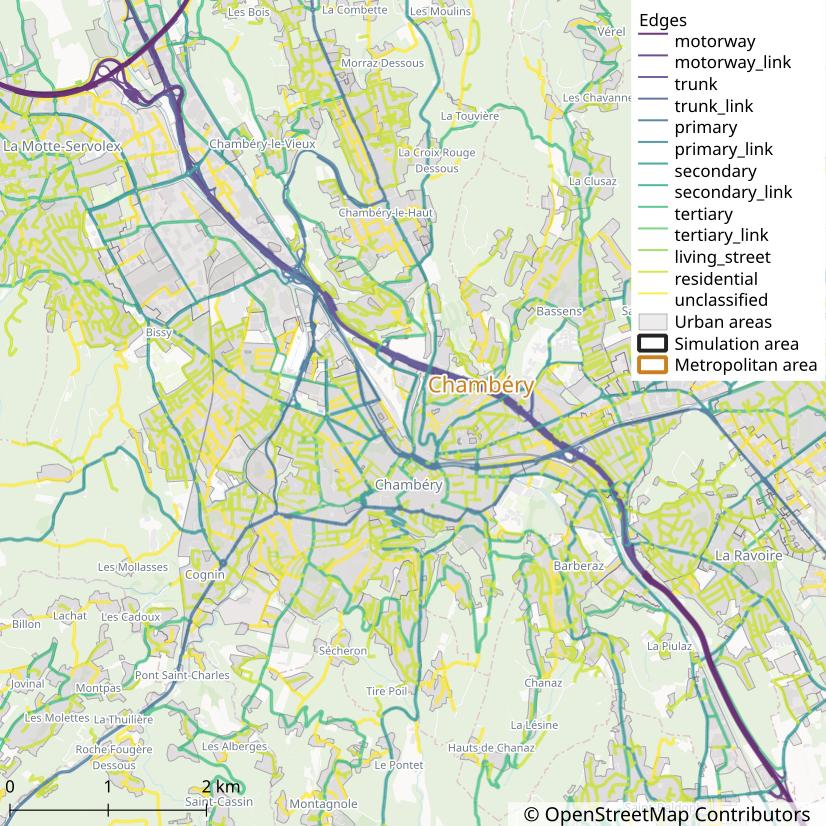 Les Bois
La Combette
Les Moulins
Vérel
Edges
motorway
motorway_link
trunk
trunk_link
primary
primary_link
secondary
secondary_link
tertiary
tertiary_link
living_street
residential
unclassified
Urban areas
Simulation area
Metropolitan area
Morraz-Dessous
Les Chavanne
La Touvière
La Motte-Servolex
Chambéry-le-Vieux
La Croix Rouge
Dessous
La Clusaz
Chambéry-le-Haut
Bassens
Bissy
Chambéry
Chambéry
Les Mollasses
Cognin
Barberaz
La Ravoire
Billon
Lachat
Les Cadoux
Sécheron
La Piulaz
Pont Saint-Charles
Jovinal
Montpas
Tire Poil
Chanaz
Les Molettes
La Thuillière
La Lésine
Roche Fougère
Dessous
Les Alberges
Hauts de Chanaz
Le Pontet
0 1 2 km
Saint-Cassin
Montagnole
© OpenStreetMap Contributors